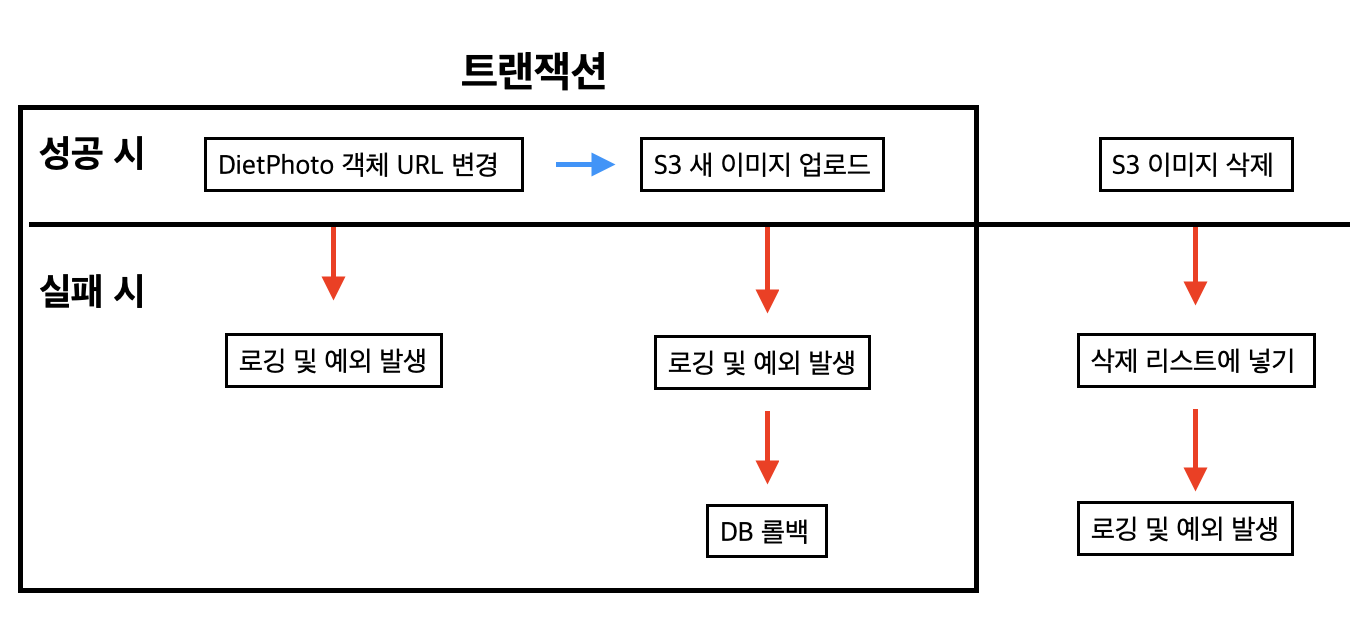 트랜잭션
성공 시
DietPhoto 객체 URL 변경
S3 새 이미지 업로드
S3 이미지 삭제
실패 시
로깅 및 예외 발생
로깅 및 예외 발생
삭제 리스트에 넣기
DB 롤백
로깅 및 예외 발생